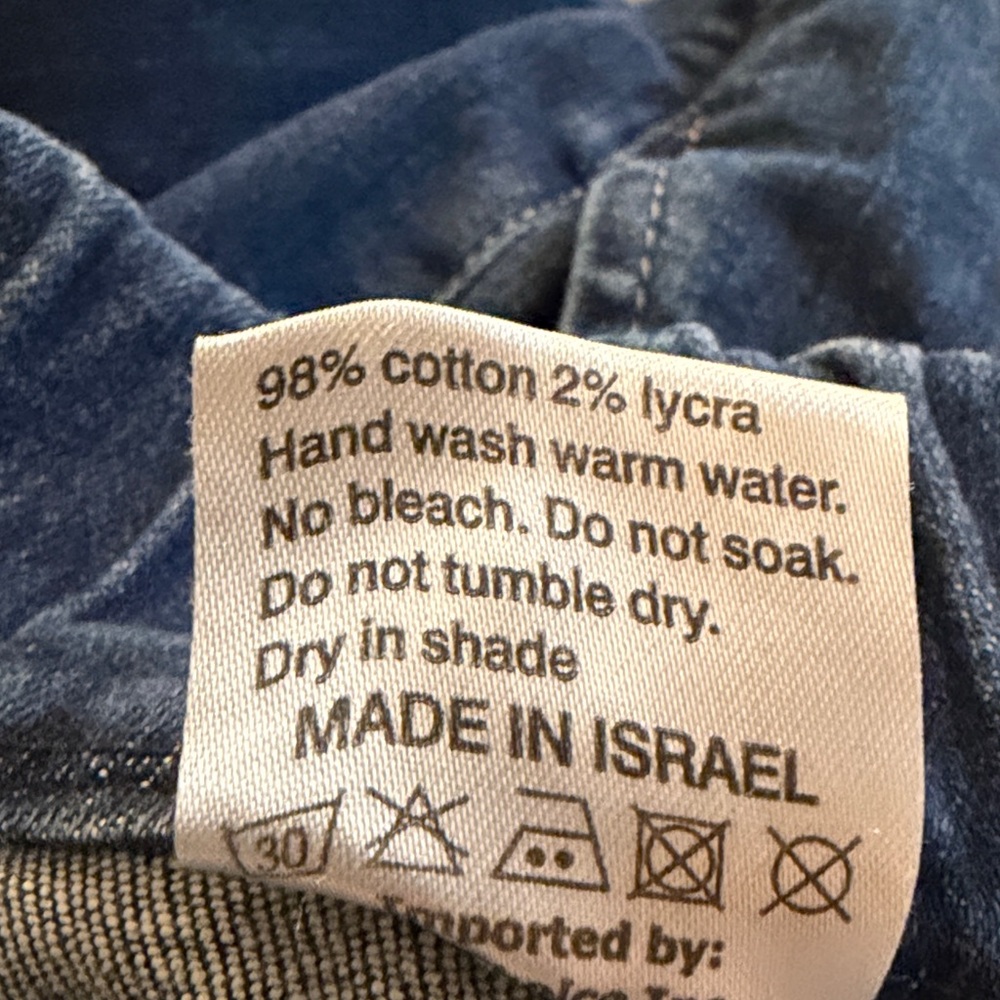 98% cotton 2% lycra
Hand wash warm water.
No bleach. Do not soak.
Do not tumble dry.
Dry in shade
MADE IN ISRAEL
30
Imported by: